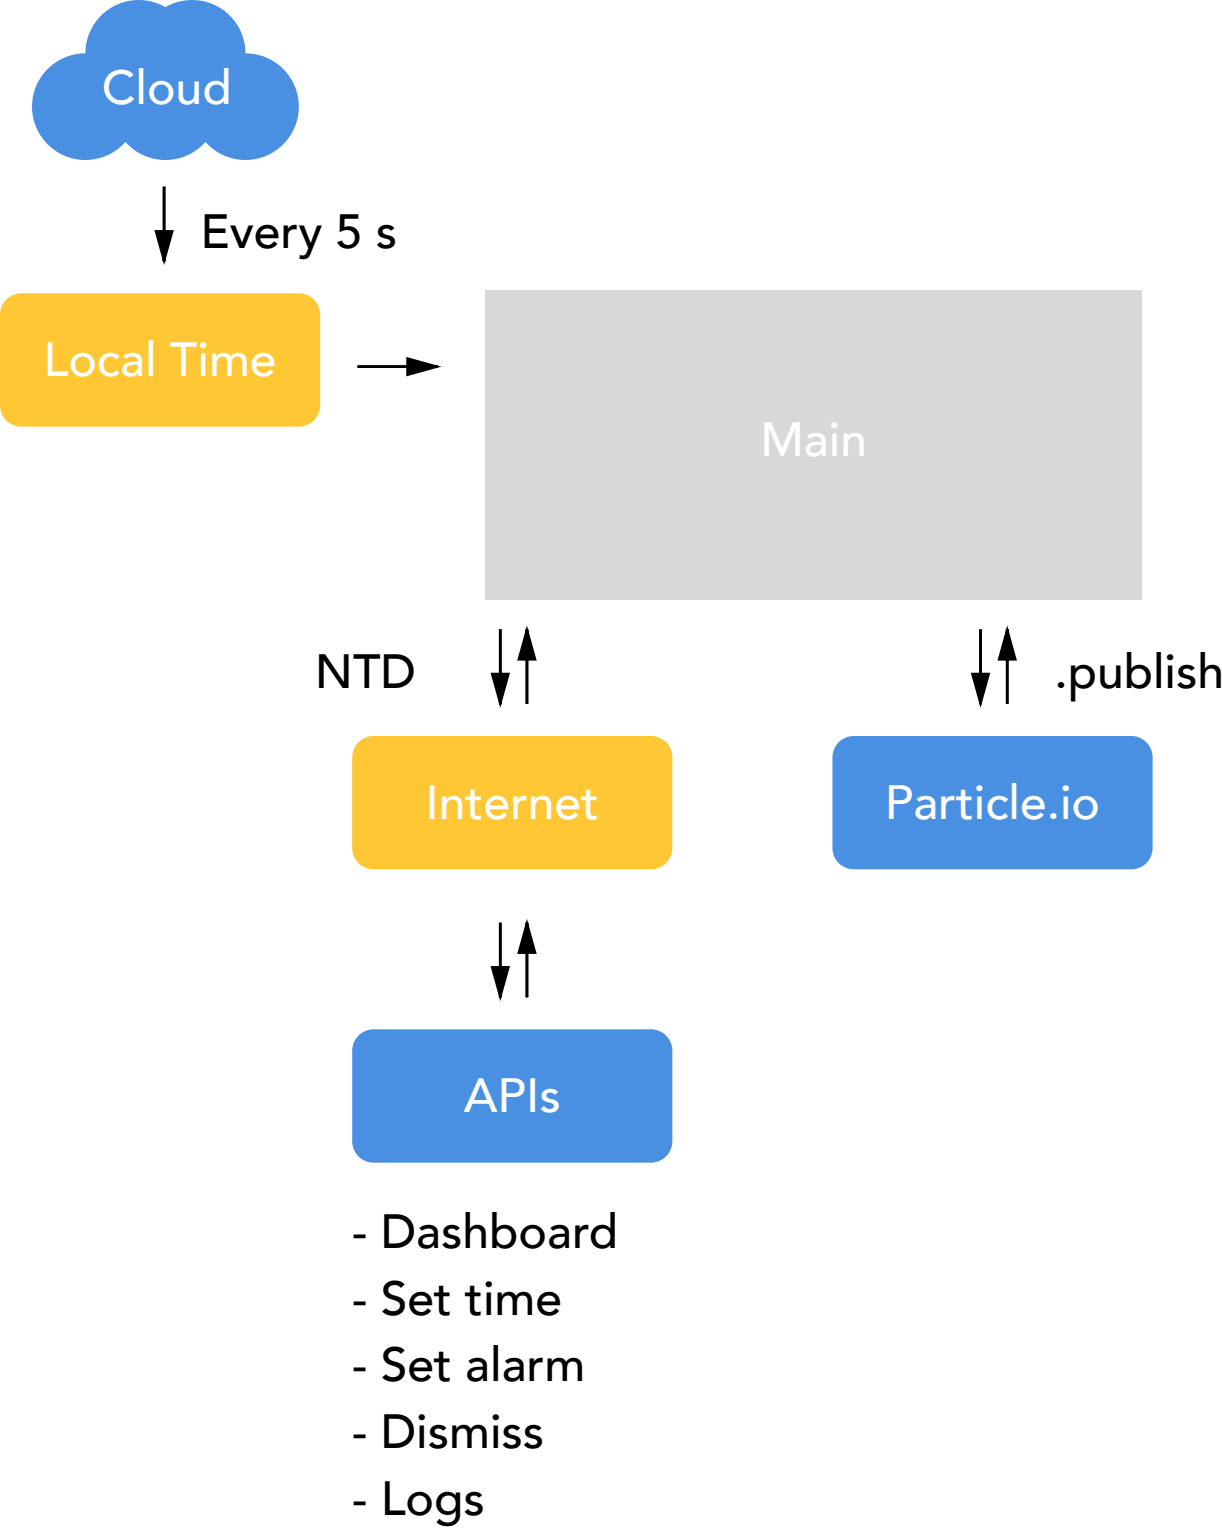 Cloud
Every 5 s
Local Time
Main
NTD
.publish
Internet
Particle.io
APIs
- Dashboard
- Set time
- Set alarm
- Dismiss
- Logs